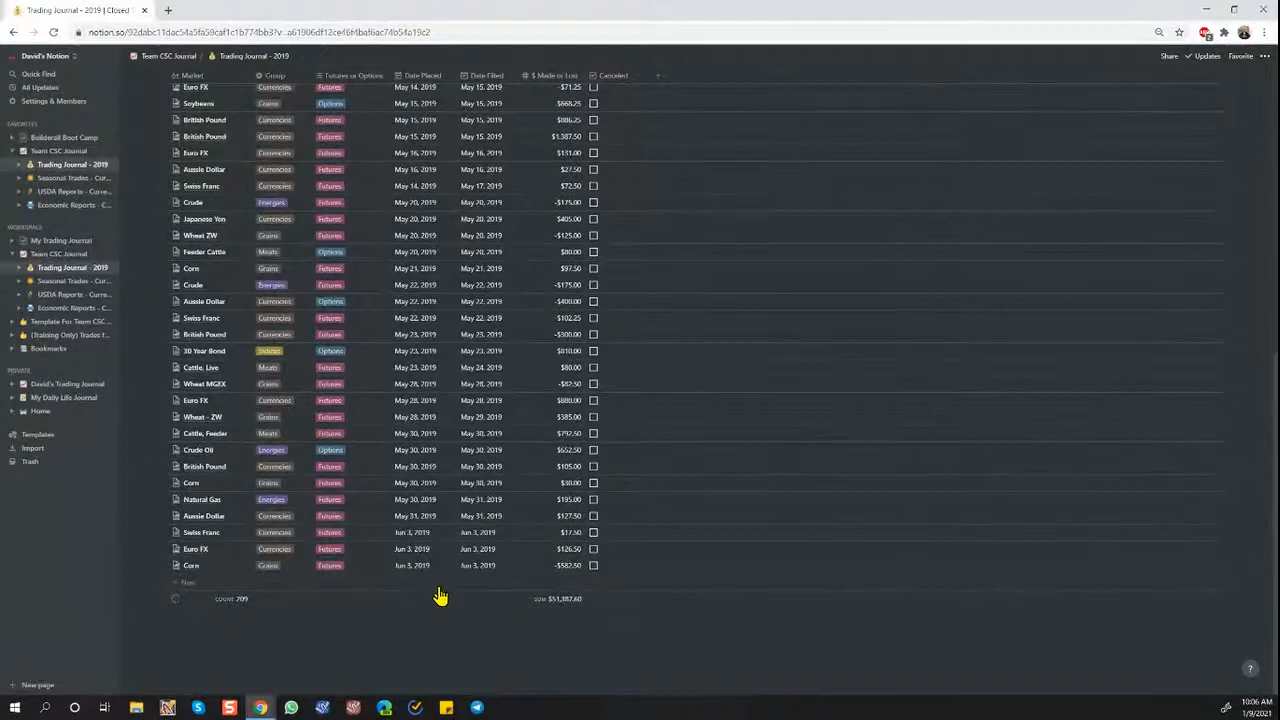 Trading Journal - 2019 | Closed
notion.so/92dabc11dac54a5fa59caf1c1b774bb3?v=a61906df12ce46f4baf6ac74b54a19c2
David's Notion
Team CSC Journal / Trading Journal - 2019
Share Updates Favorite
Quick Find
All Updates
Settings & Members
FAVORITES
Builderall Boot Camp
Team CSC Journal
Trading Journal - 2019
Seasonal Trades - Cur...
USDA Reports - Curre...
Economic Reports - C...
WORKSPACE
My Trading Journal
Team CSC Journal
Trading Journal - 2019
Seasonal Trades - Cur...
USDA Reports - Curre...
Economic Reports - C...
Template For Team CSC ...
(Training Only) Trades f...
Bookmarks
PRIVATE
David's Trading Journal
My Daily Life Journal
Home
Templates
Import
Trash
New page
Market Group Futures or Options Date Placed Date Filled $ Made or Loss Canceled
Euro FX Currencies Futures May 14, 2019 May 15, 2019 -$71.25
Soybeans Grains Options May 15, 2019 May 15, 2019 -$668.25
British Pound Currencies Futures May 15, 2019 May 15, 2019 $886.25
British Pound Currencies Futures May 15, 2019 May 15, 2019 $1,387.50
Euro FX Currencies Futures May 16, 2019 May 16, 2019 $131.00
Aussie Dollar Currencies Futures May 16, 2019 May 16, 2019 $27.50
Swiss Franc Currencies Futures May 14, 2019 May 17, 2019 $72.50
Crude Energies Futures May 20, 2019 May 20, 2019 -$175.00
Japanese Yen Currencies Futures May 20, 2019 May 20, 2019 $405.00
Wheat ZW Grains Futures May 20, 2019 May 20, 2019 -$125.00
Feeder Cattle Meats Options May 20, 2019 May 20, 2019 $80.00
Corn Grains Futures May 21, 2019 May 21, 2019 $97.50
Crude Energies Futures May 22, 2019 May 22, 2019 -$175.00
Aussie Dollar Currencies Options May 22, 2019 May 22, 2019 -$400.00
Swiss Franc Currencies Futures May 22, 2019 May 22, 2019 -$102.25
British Pound Currencies Futures May 23, 2019 May 23, 2019 -$300.00
30 Year Bond Indices Options May 23, 2019 May 23, 2019 $810.00
Cattle, Live Meats Futures May 23, 2019 May 24, 2019 $80.00
Wheat MGEX Grains Futures May 28, 2019 May 28, 2019 -$82.50
Euro FX Currencies Futures May 28, 2019 May 28, 2019 $880.00
Wheat - ZW Grains Futures May 28, 2019 May 29, 2019 $385.00
Cattle, Feeder Meats Futures May 30, 2019 May 30, 2019 $792.50
Crude Oil Energies Options May 30, 2019 May 30, 2019 $652.50
British Pound Currencies Futures May 30, 2019 May 30, 2019 $105.00
Corn Grains Futures May 30, 2019 May 30, 2019 $30.00
Natural Gas Energies Futures May 30, 2019 May 31, 2019 $195.00
Aussie Dollar Currencies Futures May 31, 2019 May 31, 2019 $127.50
Swiss Franc Currencies Futures Jun 3, 2019 Jun 3, 2019 $17.50
Euro FX Currencies Futures Jun 3, 2019 Jun 3, 2019 $126.50
Corn Grains Futures Jun 3, 2019 Jun 3, 2019 -$582.50
+ New
COUNT 209 SUM $51,387.60
?
10:06 AM
1/9/2021